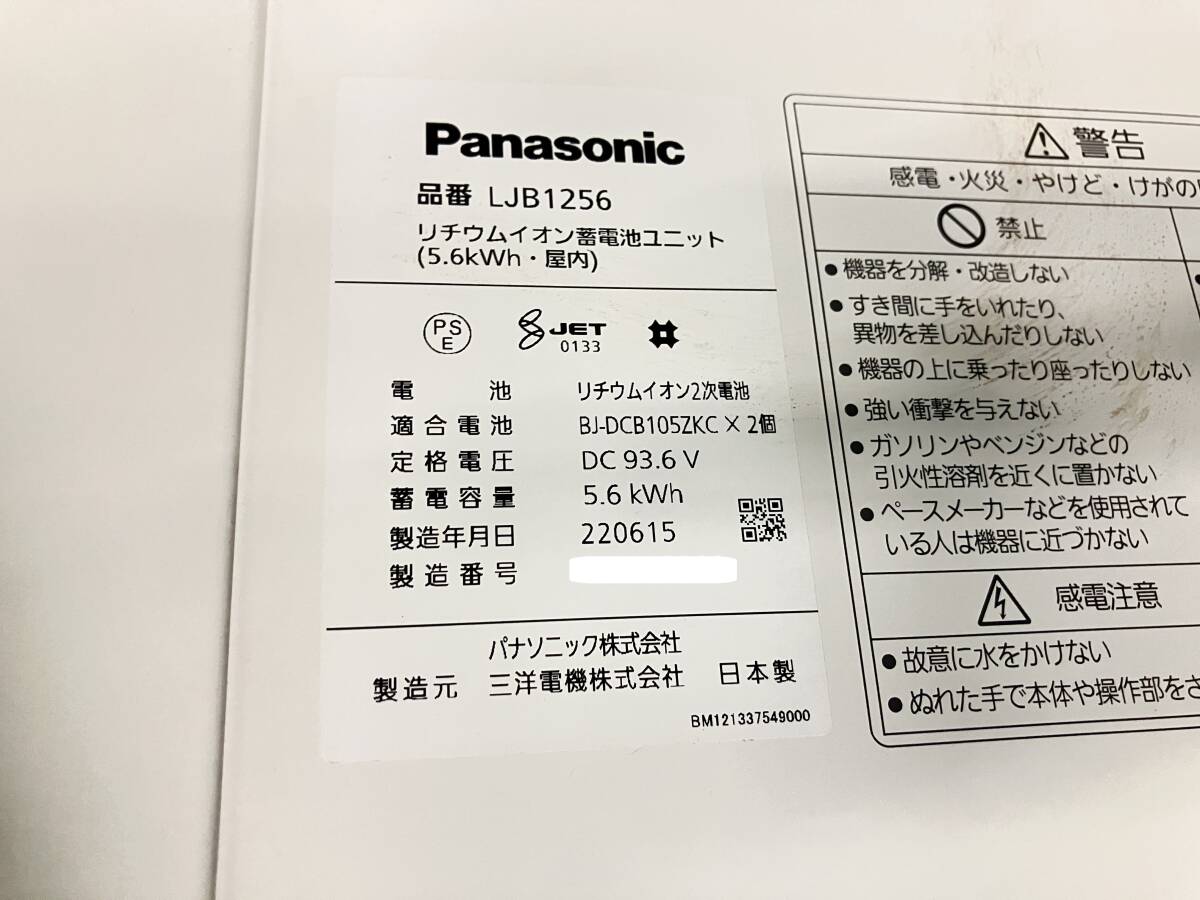 Panasonic
品番 LJB1256
リチウムイオン蓄電池ユニット
(5.6kWh・屋内)
PS
E
JET
0133
電池 リチウムイオン2次電池
適合電池 BJ-DCB105ZKC × 2個
定格電圧 DC 93.6 V
蓄電容量 5.6 kWh
製造年月日 220615
製造番号
パナソニック株式会社
製造元 三洋電機株式会社 日本製
BM121337549000
警告
感電・火災・やけど・けがの
禁止
●機器を分解・改造しない
●すき間に手をいれたり、
異物を差し込んだりしない
●機器の上に乗ったり座ったりしない
●強い衝撃を与えない
●ガソリンやベンジンなどの
引火性溶剤を近くに置かない
●ペースメーカーなどを使用されて
いる人は機器に近づかない
感電注意
●故意に水をかけない
●ぬれた手で本体や操作部をさ